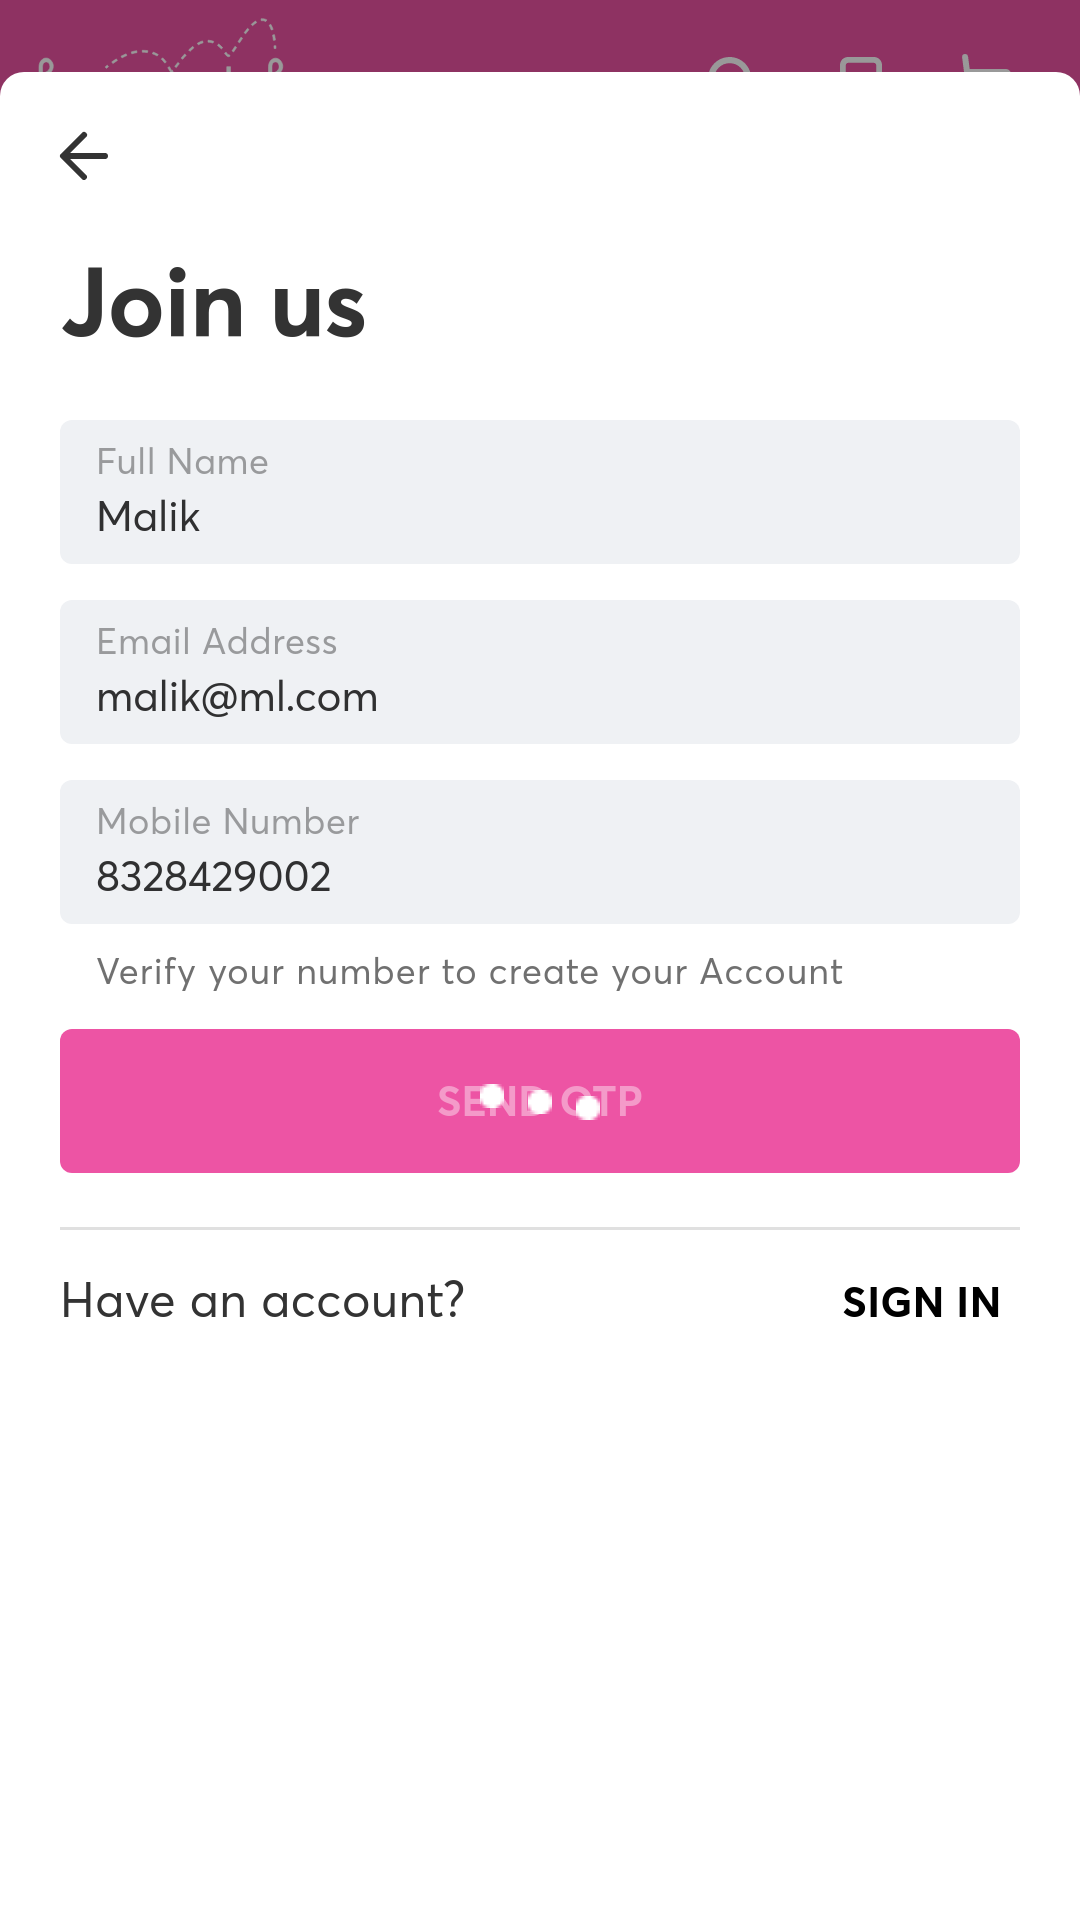 Join us
Full Name
Malik
Email Address
malik@ml.com
Mobile Number
8328429002
Verify your number to create your Account
SEND OTP
Have an account?
SIGN IN